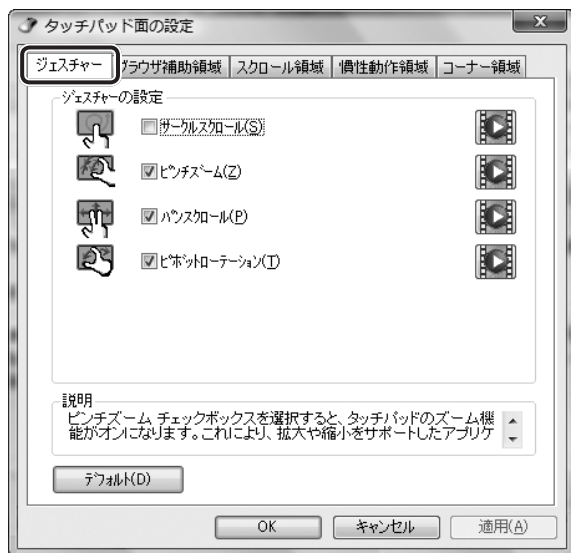 タッチパッド面の設定
ジェスチャー
ブラウザ補助領域
スクロール領域
慣性動作領域
コーナー領域
ジェスチャーの設定
サークルスクロール(S)
ピンチズーム(Z)
パンスクロール(P)
ピボットローテーション(T)
説明
ピンチズーム チェックボックスを選択すると、タッチパッドのズーム機
能がオンになります。これにより、拡大や縮小をサポートしたアプリケ
デフォルト(D)
OK
キャンセル
適用(A)